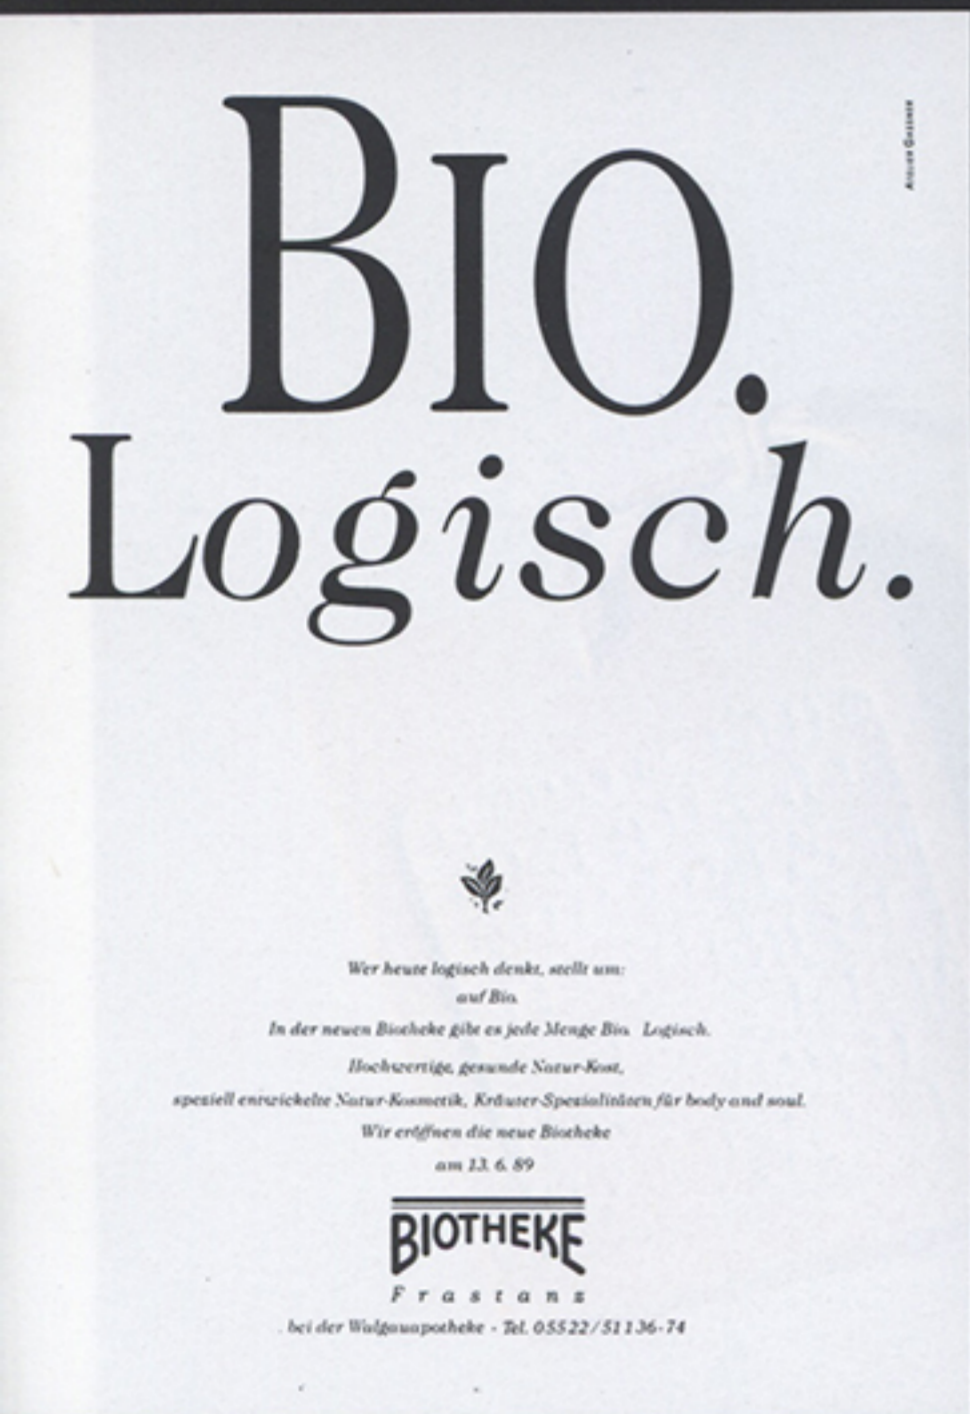 BIO.
Logisch.
ATELIER GASSNER
Wer heute logisch denkt, stellt um:
auf Bio.
In der neuen Biotheke gibt es jede Menge Bio. Logisch.
Hochwertige, gesunde Natur-Kost,
speziell entwickelte Natur-Kosmetik, Kräuter-Spezialitäten für body and soul.
Wir eröffnen die neue Biotheke
am 13. 6. 89
BIOTHEKE
Frastanz
bei der Walgauapotheke - Tel. 05522/51136-74